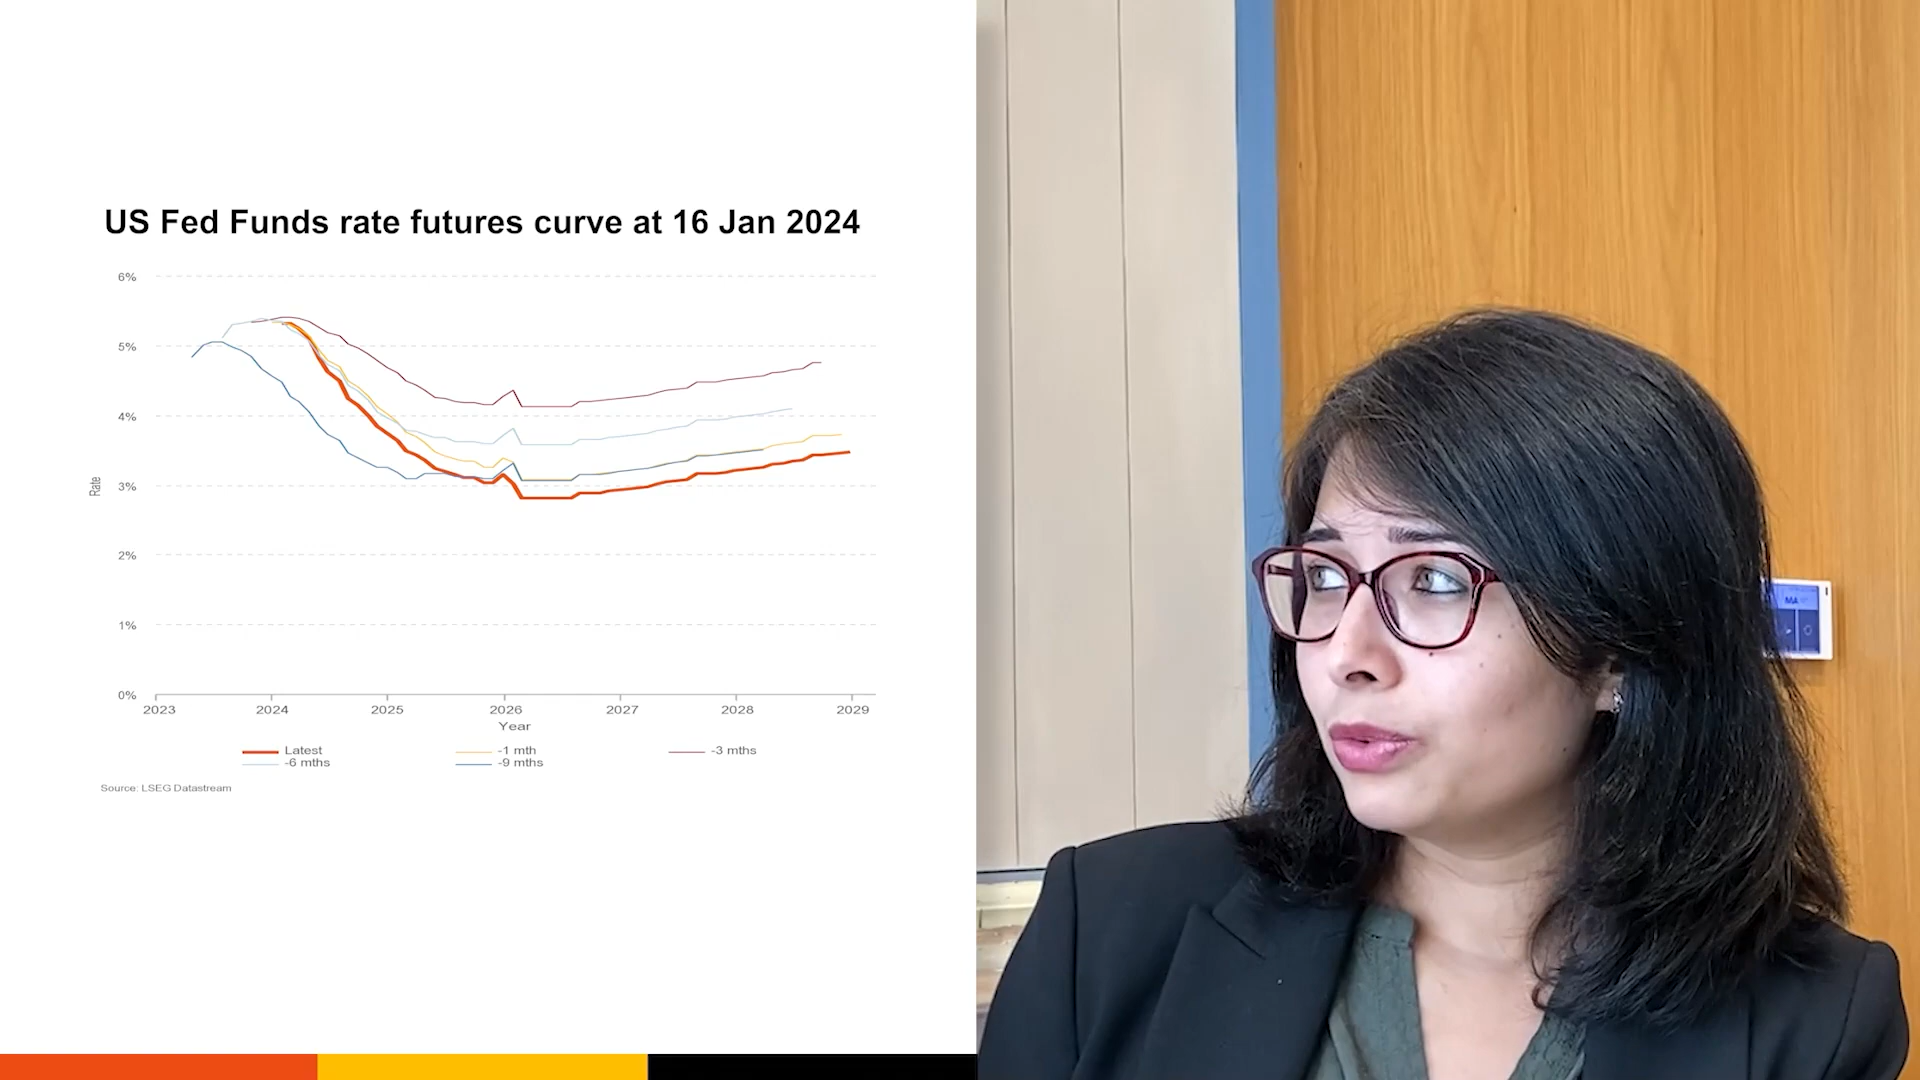 US Fed Funds rate futures curve at 16 Jan 2024
6%
5%
4%
3%
2%
1%
0%
Rate
2023 2024 2025 2026 2027 2028 2029
Year
Latest -1 mth -3 mths
-6 mths -9 mths
Source: LSEG Datastream
MA